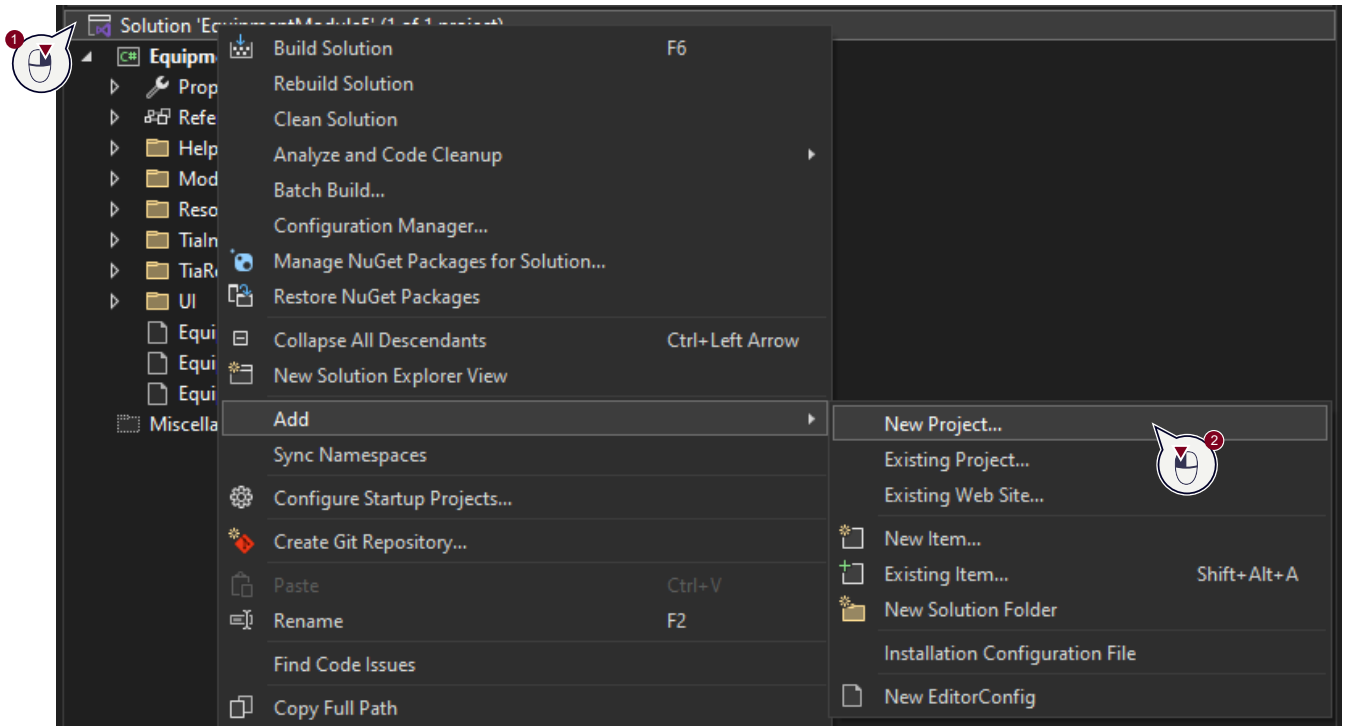 1
Solution 'EquipmentModule5' (1 of 1 project)
C# Equipm
Prop
Refe
Help
Mod
Reso
TiaIn
TiaRe
UI
Equi
Equi
Equi
Miscella
Build Solution F6
Rebuild Solution
Clean Solution
Analyze and Code Cleanup
Batch Build...
Configuration Manager...
Manage NuGet Packages for Solution...
Restore NuGet Packages
Collapse All Descendants Ctrl+Left Arrow
New Solution Explorer View
Add
Sync Namespaces
Configure Startup Projects...
Create Git Repository...
Paste Ctrl+V
Rename F2
Find Code Issues
Copy Full Path
New Project...
2
Existing Project...
Existing Web Site...
New Item...
Existing Item... Shift+Alt+A
New Solution Folder
Installation Configuration File
New EditorConfig